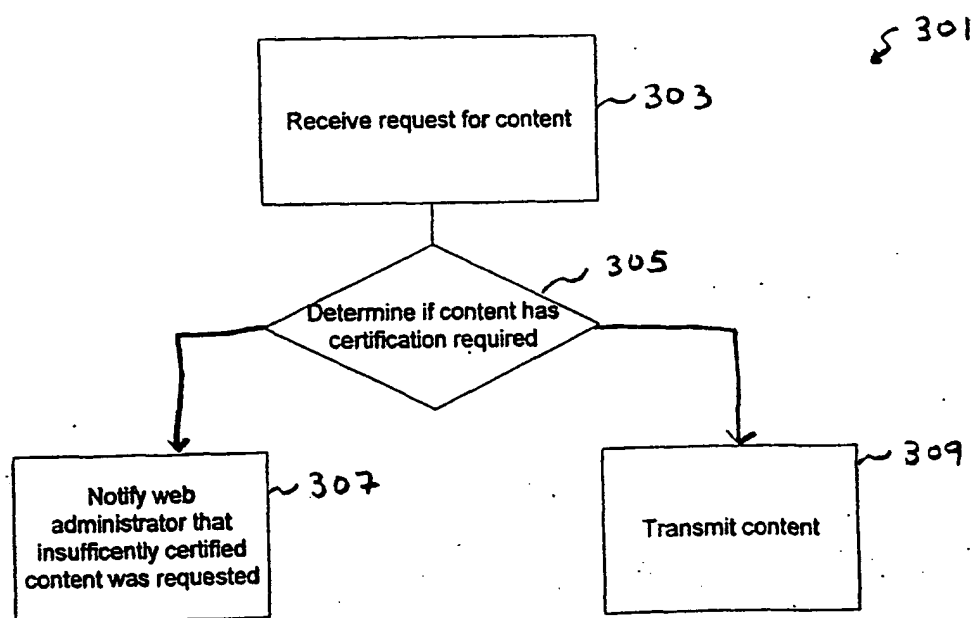 301
Receive request for content
303
305
Determine if content has
certification required
307
Notify web
administrator that
insufficently certified
content was requested
309
Transmit content